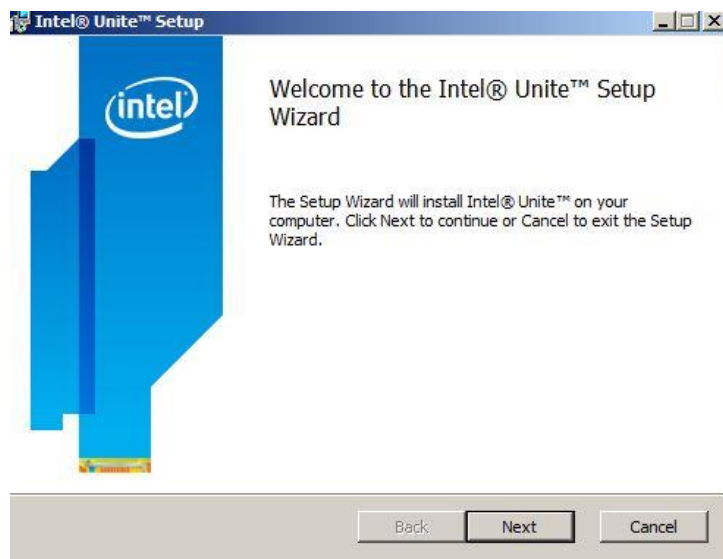 Intel® Unite™ Setup
intel
Welcome to the Intel® Unite™ Setup
Wizard
The Setup Wizard will install Intel® Unite™ on your
computer. Click Next to continue or Cancel to exit the Setup
Wizard.
Back Next Cancel